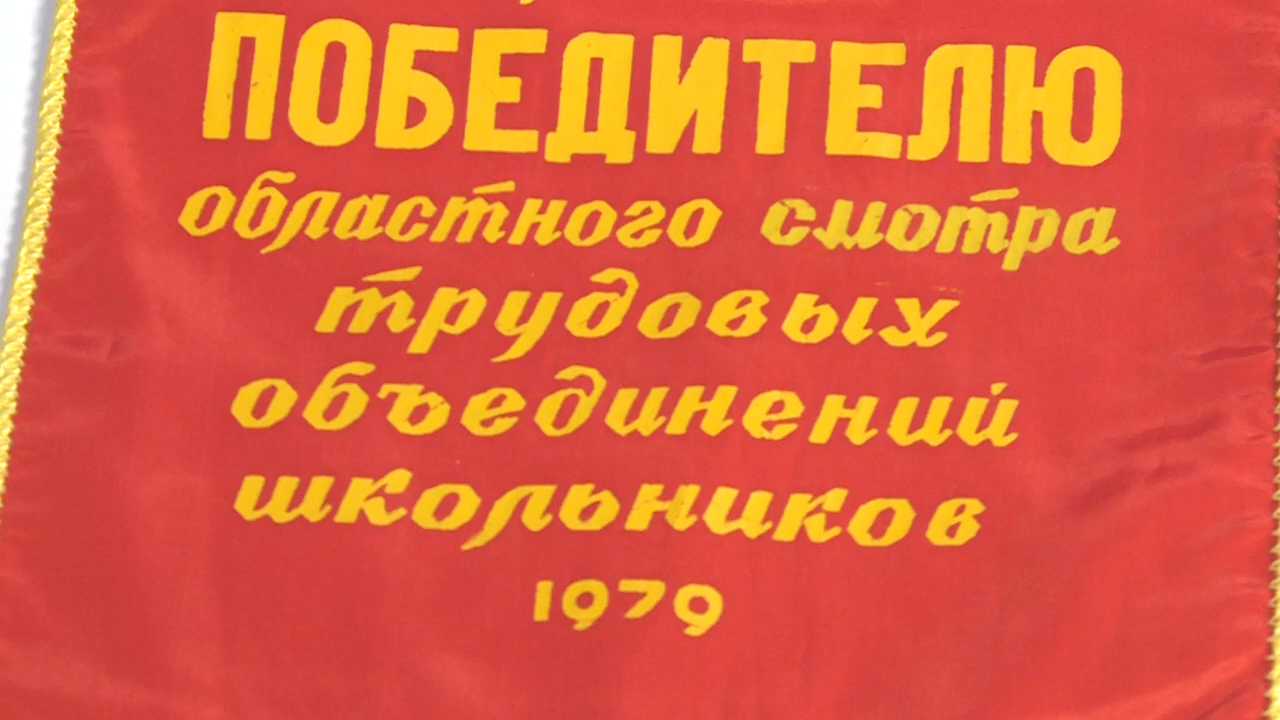 ПОБЕДИТЕЛЮ
областного смотра
трудовых
объединений
школьников
1979